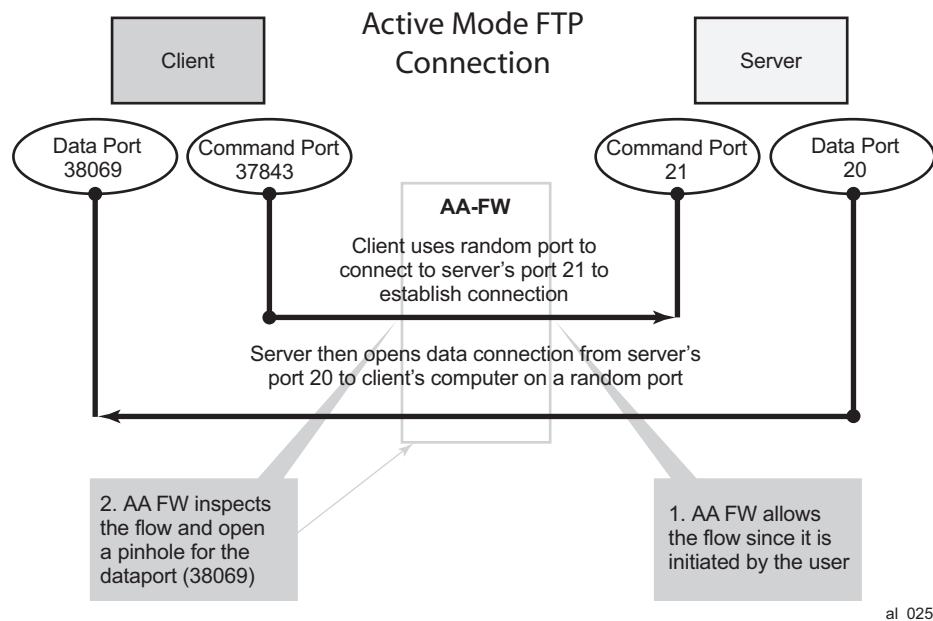 Active Mode FTP
Connection
Client
Server
Data Port
38069
Command Port
37843
Command Port
21
Data Port
20
AA-FW
Client uses random port to
connect to server's port 21 to
establish connection
Server then opens data connection from server's
port 20 to client's computer on a random port
2. AA FW inspects
the flow and open
a pinhole for the
dataport (38069)
1. AA FW allows
the flow since it is
initiated by the user
al_025